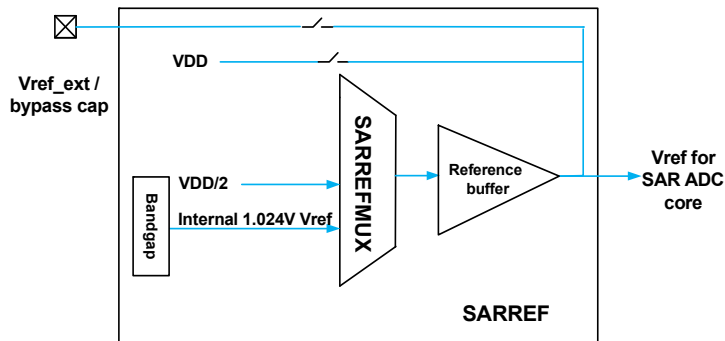 VDD
Vref_ext /
bypass cap
SARREFMUX
Reference
buffer
Vref for
SAR ADC
core
VDD/2
Bandgap
Internal 1.024V Vref
SARREF